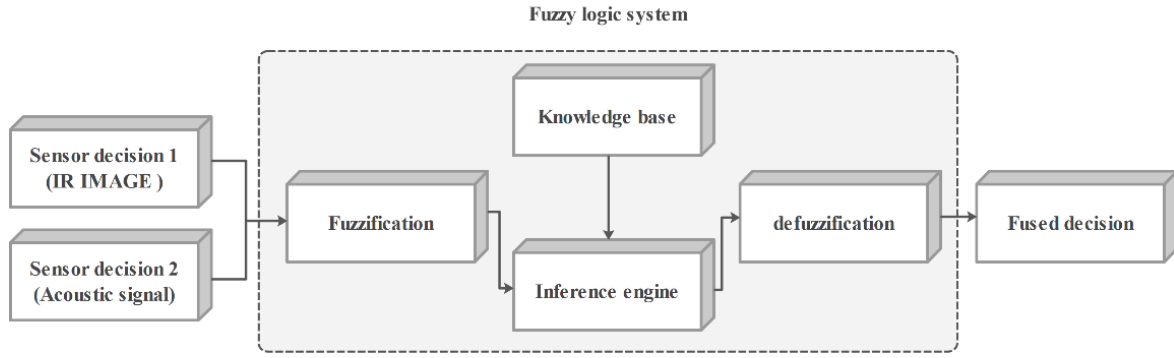 Fuzzy logic system
Knowledge base
Sensor decision 1
(IR IMAGE )
Fuzzification
defuzzification
Fused decision
Sensor decision 2
(Acoustic signal)
Inference engine